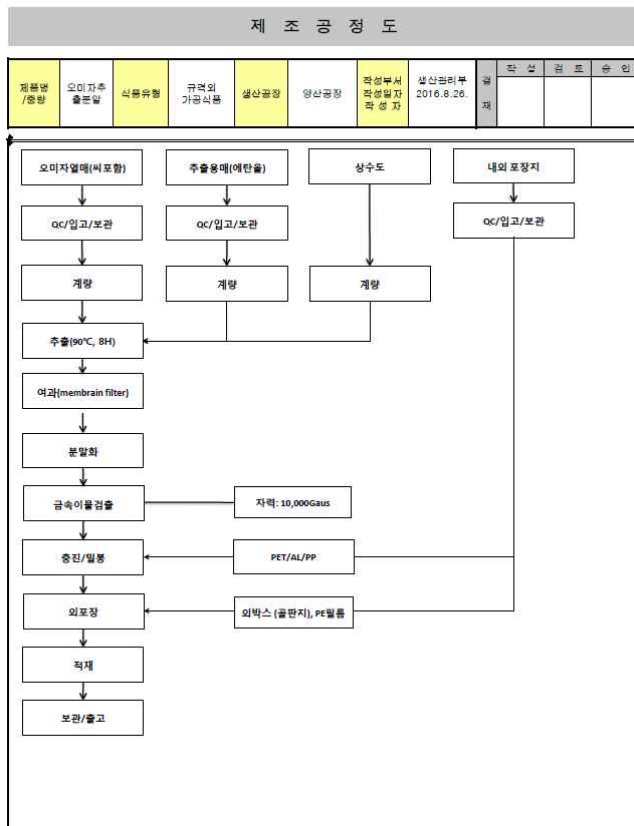 제 조 공 정 도
제품명
/중량
오미자추
출분말
식품유형
규격외
가공식품
생산공장
양산공장
작성부서
작성일자
작 성 자
생산관리부
2016.8.26.
결
재
작 성
검 토
승 인
오미자열매(씨포함)
추출용매(에탄올)
상수도
내외 포장지
QC/입고/보관
QC/입고/보관
QC/입고/보관
계량
계량
계량
추출(90℃, 8H)
여과(membrain filter)
분말화
금속이물검출
자력: 10,000Gaus
충진/밀봉
PET/AL/PP
외포장
외박스 (골판지), PE필름
적재
보관/출고